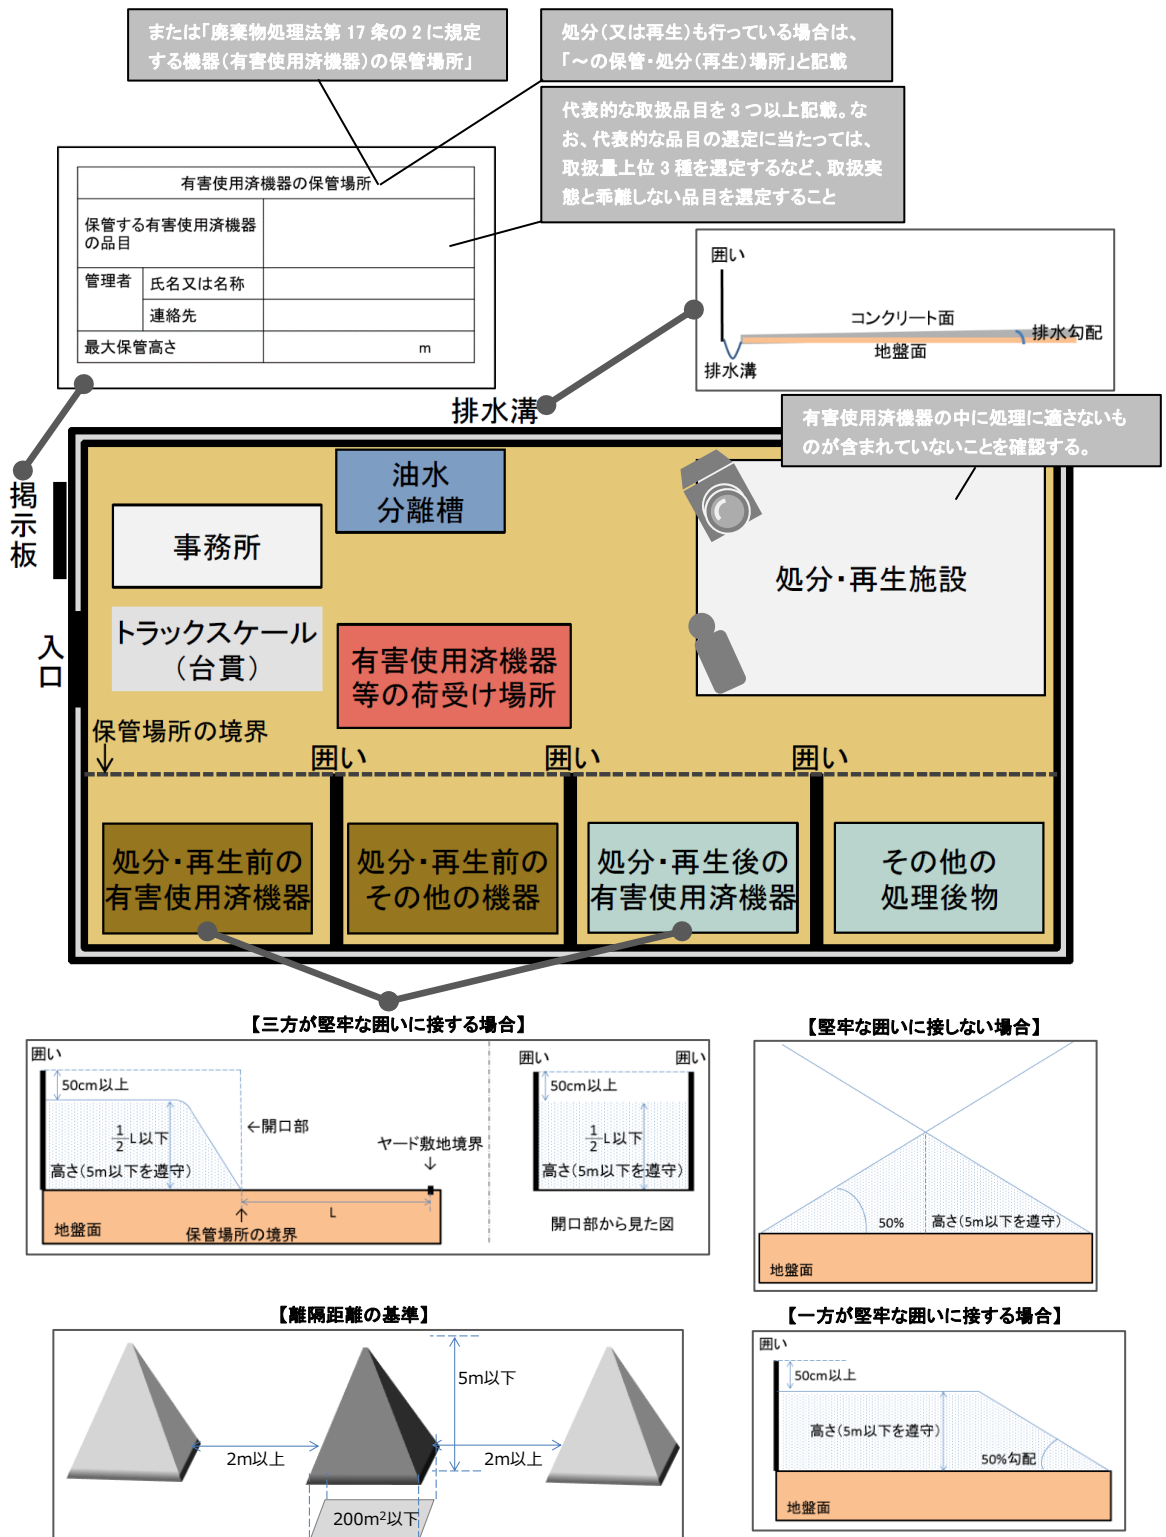 または「廃棄物処理法第 17 条の 2 に規定
する機器（有害使用済機器）の保管場所」
処分（又は再生）も行っている場合は、
「～の保管・処分（再生）場所」と記載
代表的な取扱品目を 3 つ以上記載。な
お、代表的な品目の選定に当たっては、
取扱量上位 3 種を選定するなど、取扱実
態と乖離しない品目を選定すること
有害使用済機器の保管場所
保管する有害使用済機器
の品目
管理者
氏名又は名称
連絡先
最大保管高さ
m
囲い
コンクリート面
排水勾配
地盤面
排水溝
排水溝
有害使用済機器の中に処理に適さないも
のが含まれていないことを確認する。
掲示板
油水
分離槽
事務所
処分・再生施設
入口
トラックスケール
（台貫）
有害使用済機器
等の荷受け場所
保管場所の境界
囲い
囲い
囲い
処分・再生前の
有害使用済機器
処分・再生前の
その他の機器
処分・再生後の
有害使用済機器
その他の
処理後物
【三方が堅牢な囲いに接する場合】
囲い
50cm以上
1/2 L以下
高さ（5m以下を遵守）
←開口部
ヤード敷地境界
L
地盤面
保管場所の境界
囲い
囲い
50cm以上
1/2 L以下
高さ（5m以下を遵守）
開口部から見た図
【堅牢な囲いに接しない場合】
50%
高さ（5m以下を遵守）
地盤面
【離隔距離の基準】
5m以下
2m以上
2m以上
200m²以下
【一方が堅牢な囲いに接する場合】
囲い
50cm以上
高さ（5m以下を遵守）
50%勾配
地盤面